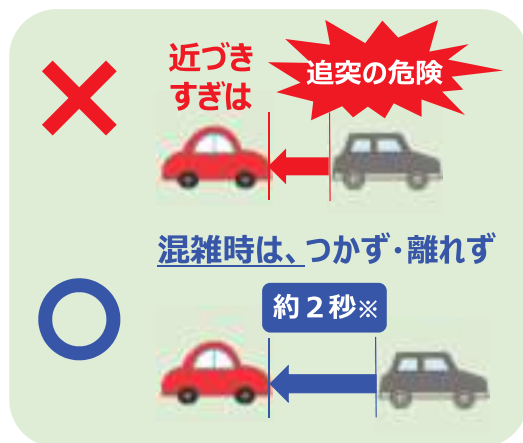 近づき
すぎは
追突の危険
混雑時は、つかず・離れず
約２秒※